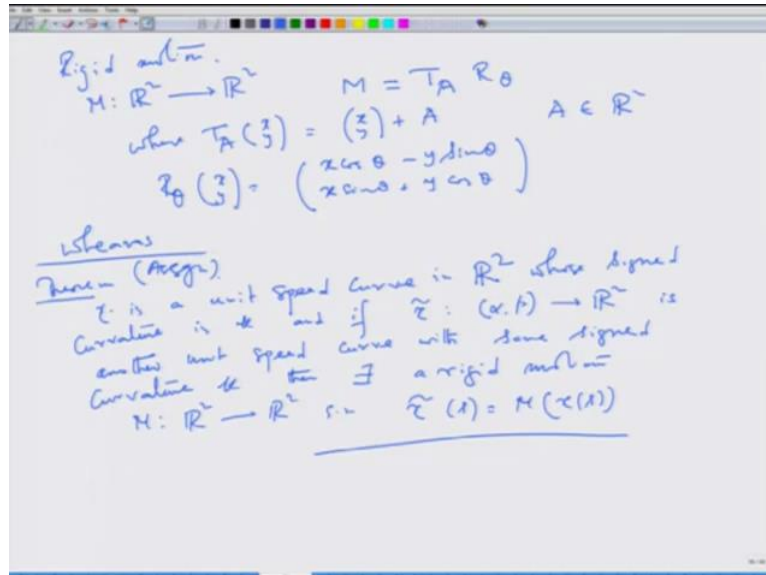 Rigid motion.
M: ℝ² ⟶ ℝ² M = T_A R_θ
where T_A (x y) = (x y) + A A ∈ ℝ²
R_θ (x y) = (x cos θ - y sin θ
x sin θ + y cos θ)
Theorem (Assgn)
γ is a unit speed curve in ℝ² whose signed
curvature is k and if γ̃ : (α, β) → ℝ² is
another unit speed curve with same signed
curvature k then ∃ a rigid motion
M: ℝ² ⟶ ℝ² s.t. γ̃(s) = M(γ(s))